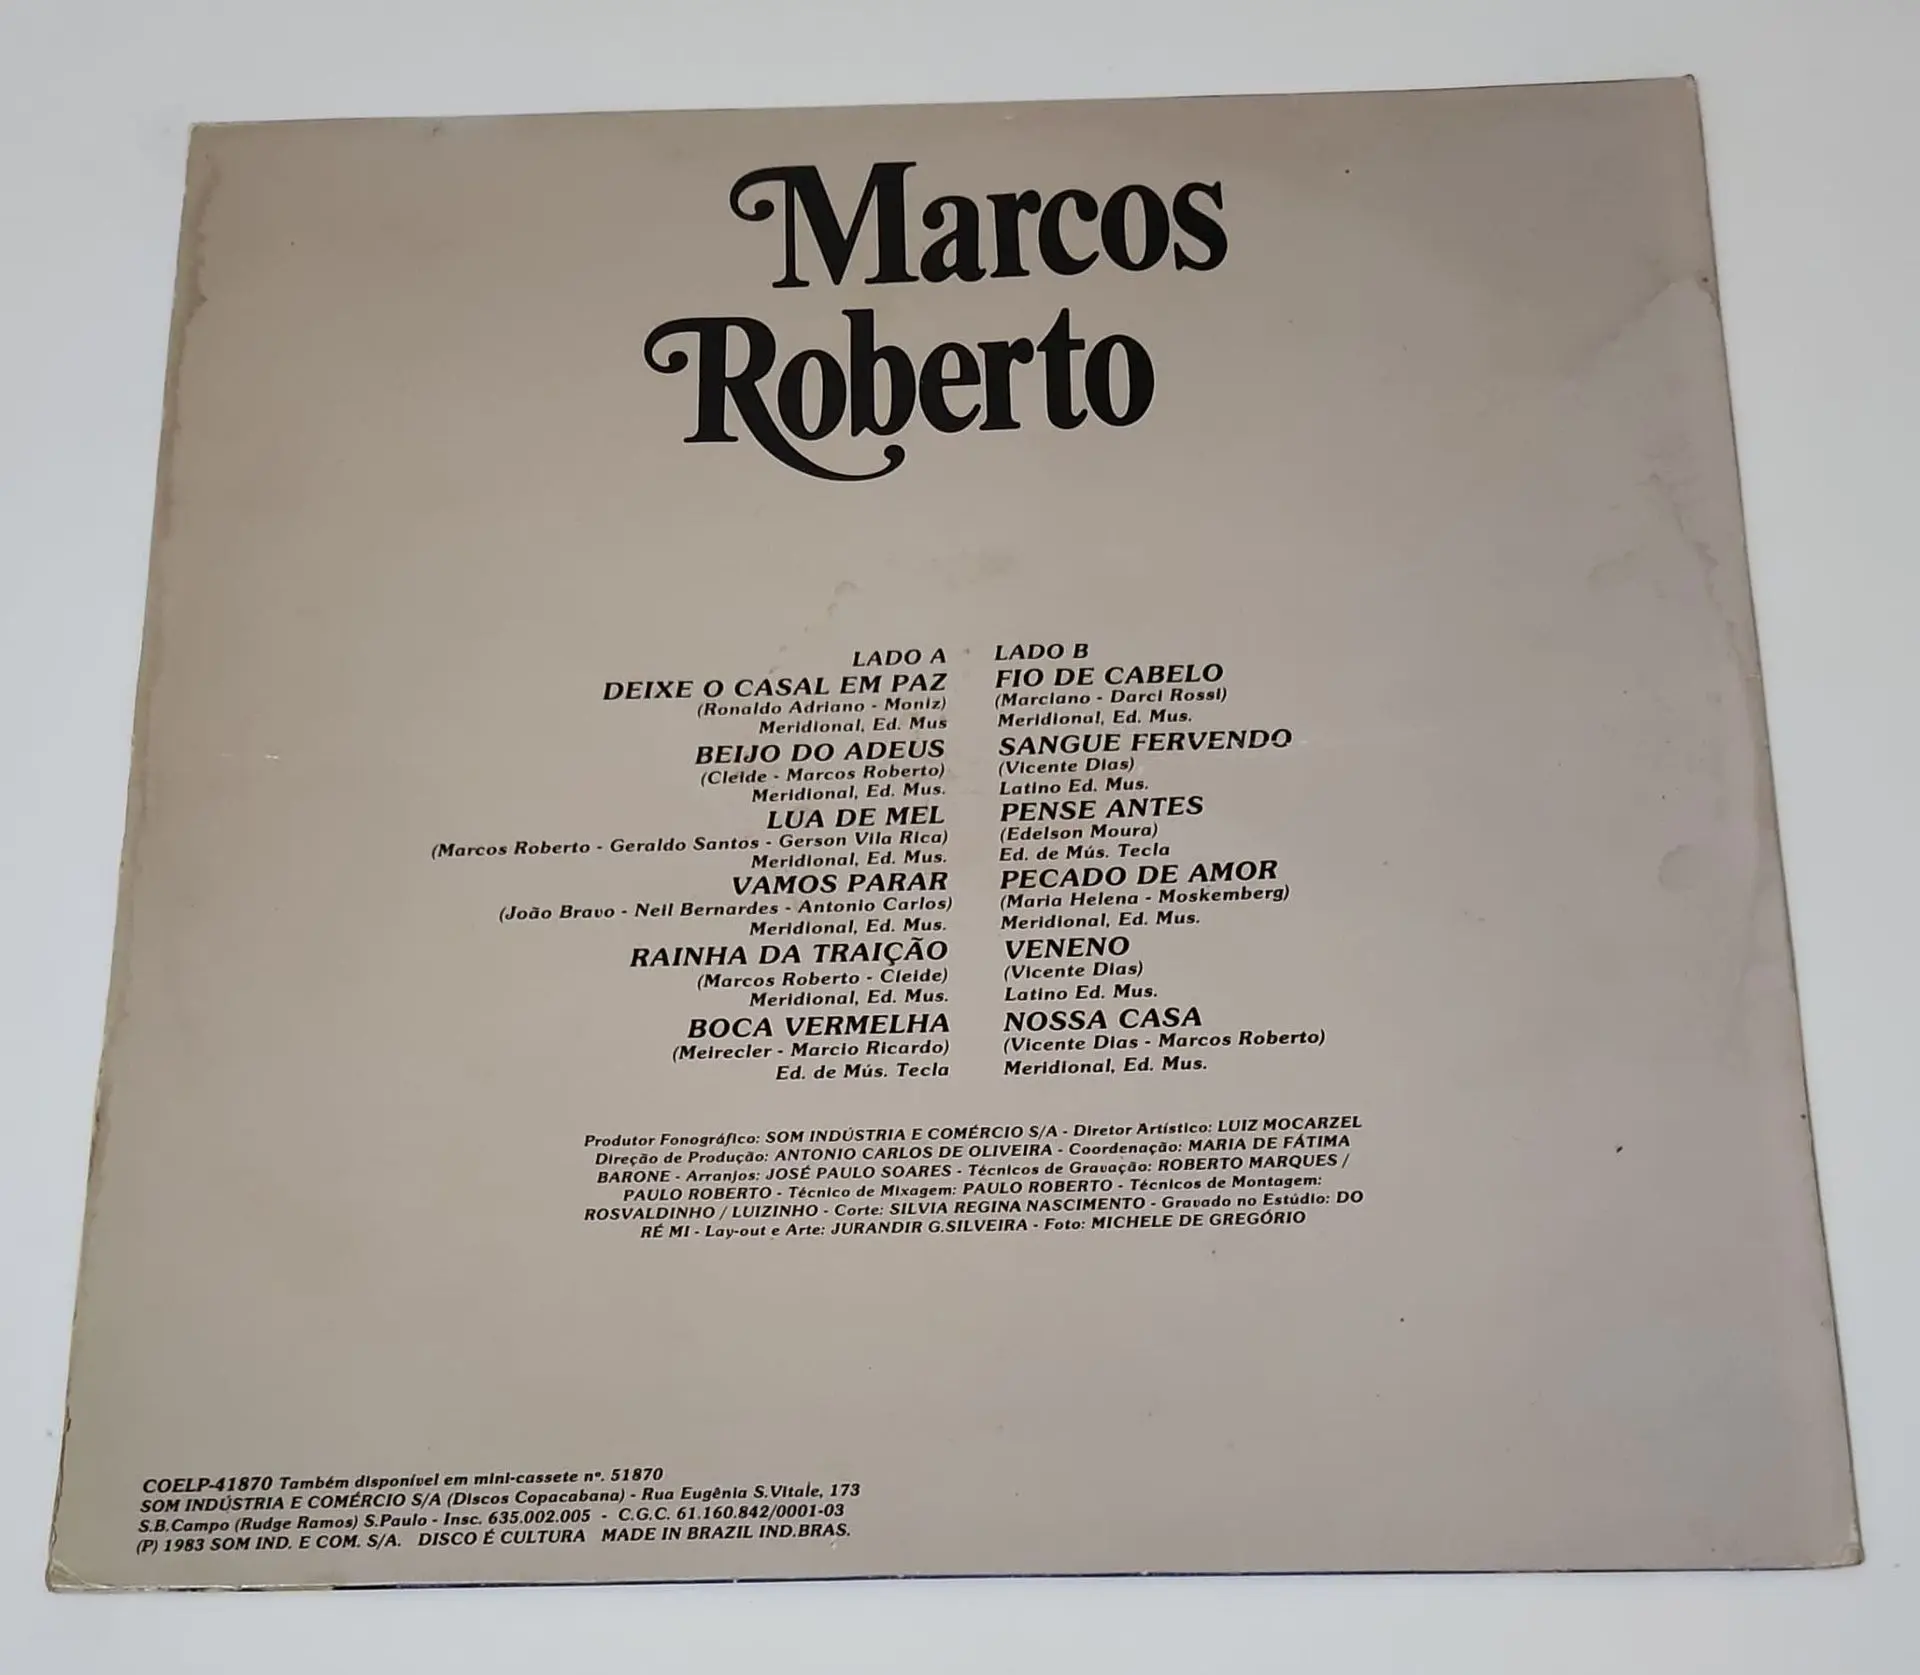 Marcos
Roberto
LADO A
DEIXE O CASAL EM PAZ
(Ronaldo Adriano - Moniz)
Meridional, Ed. Mus
BEIJO DO ADEUS
(Cleide - Marcos Roberto)
Meridional, Ed. Mus.
LUA DE MEL
(Marcos Roberto - Geraldo Santos - Gerson Vila Rica)
Meridional, Ed. Mus.
VAMOS PARAR
(João Bravo - Neil Bernardes - Antonio Carlos)
Meridional, Ed. Mus.
RAINHA DA TRAIÇÃO
(Marcos Roberto - Cleide)
Meridional, Ed. Mus.
BOCA VERMELHA
(Meirecler - Marcio Ricardo)
Ed. de Mús. Tecla
LADO B
FIO DE CABELO
(Marciano - Darci Rossi)
Meridional, Ed. Mus.
SANGUE FERVENDO
(Vicente Dias)
Latino Ed. Mus.
PENSE ANTES
(Edelson Moura)
Ed. de Mús. Tecla
PECADO DE AMOR
(Maria Helena - Moskemberg)
Meridional, Ed. Mus.
VENENO
(Vicente Dias)
Latino Ed. Mus.
NOSSA CASA
(Vicente Dias - Marcos Roberto)
Meridional, Ed. Mus.
Produtor Fonográfico: SOM INDÚSTRIA E COMÉRCIO S/A - Diretor Artístico: LUIZ MOCARZEL
Direção de Produção: ANTONIO CARLOS DE OLIVEIRA - Coordenação: MARIA DE FÁTIMA
BARONE - Arranjos: JOSÉ PAULO SOARES - Técnicos de Gravação: ROBERTO MARQUES /
PAULO ROBERTO - Técnico de Mixagem: PAULO ROBERTO - Técnicos de Montagem:
ROSVALDINHO / LUIZINHO - Corte: SILVIA REGINA NASCIMENTO - Gravado no Estúdio: DO
RÉ MI - Lay-out e Arte: JURANDIR G.SILVEIRA - Foto: MICHELE DE GREGÓRIO
COELP-41870 Também disponível em mini-cassete nº. 51870
SOM INDÚSTRIA E COMÉRCIO S/A (Discos Copacabana) - Rua Eugênia S.Vitale, 173
S.B.Campo (Rudge Ramos) S.Paulo - Insc. 635.002.005 - C.G.C. 61.160.842/0001-03
(P) 1983 SOM IND. E COM. S/A. DISCO É CULTURA MADE IN BRAZIL IND.BRAS.